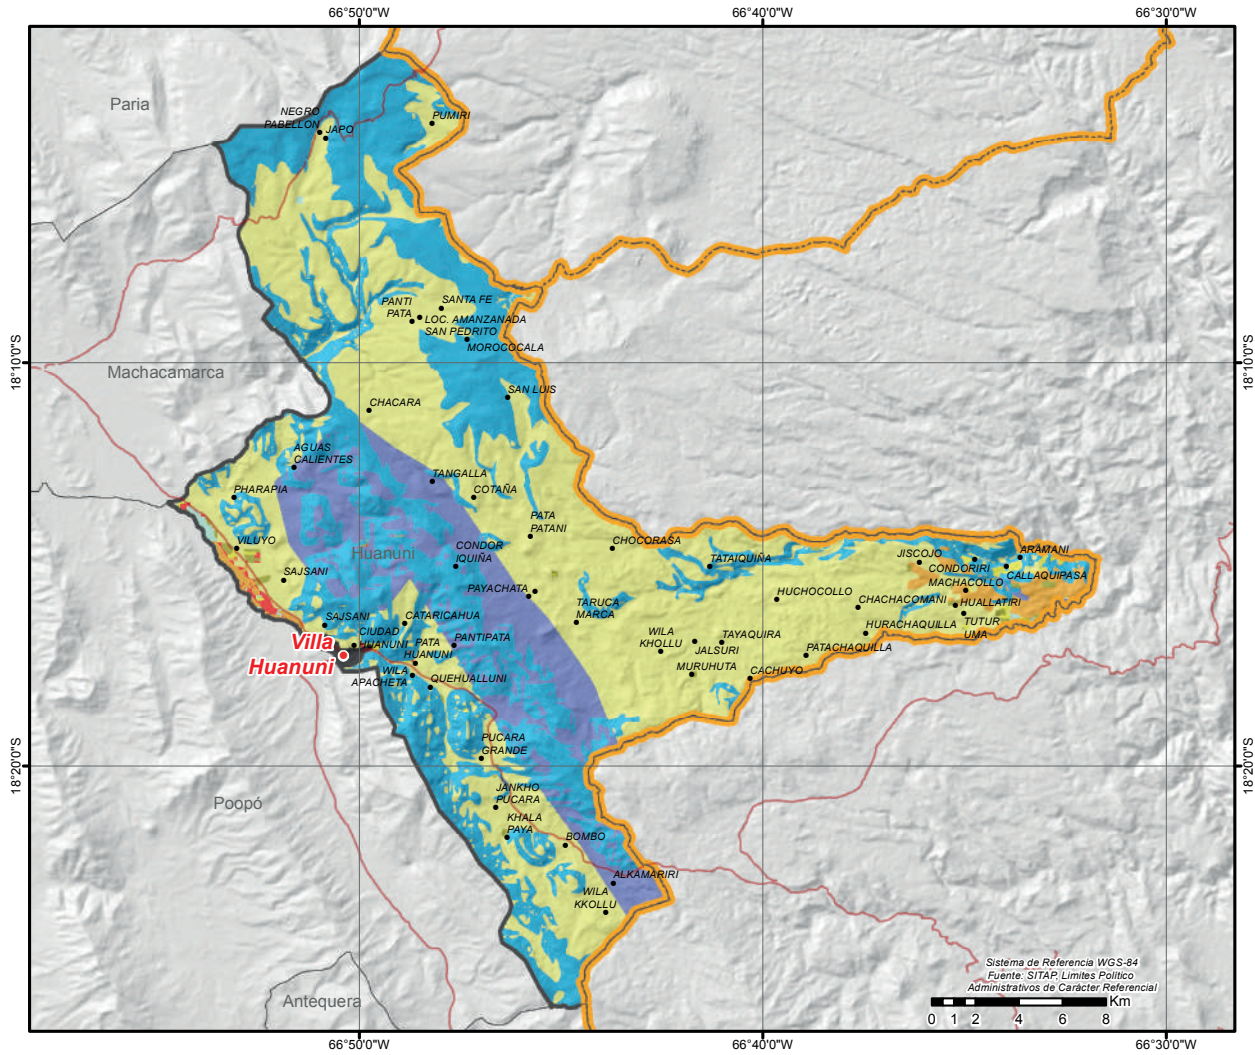 66°50'0"W
66°40'0"W
66°30'0"W
Paria
NEGRO
PABELLON
JAPO
PUMIRI
SANTA FE
PANTI
PATA
LOC. AMANZANADA
SAN PEDRITO
MOROCOCALA
18°10'0"S
18°10'0"S
Machacamarca
SAN LUIS
CHACARA
AGUAS
CALIENTES
TANGALLA
PHARAPIA
COTAÑA
PATA
PATANI
VILUYO
Huanuni
CONDOR
IQUIÑA
CHOCORASA
TATAIQUIÑA
JISCOJO
ARAMANI
CONDORIRI
CALLAQUIPASA
SAJSANI
MACHACOLLO
PAYACHATA
HUCHOCOLLO
TARUCA
MARCA
CHACHACOMANI
HUALLATIRI
SAJSANI
CATARICAHUA
HURACHAQUILLA
TUTUR
UMA
Villa
Huanuni
CIUDAD
HUANUNI
PATA
HUANUNI
PANTIPATA
WILA
KHOLLU
TAYAQUIRA
JALSURI
PATACHAQUILLA
WILA
APACHETA
QUEHUALLUNI
MURUHUTA
CACHUYO
PUCARA
GRANDE
18°20'0"S
18°20'0"S
Poopó
JANKHO
PUCARA
KHALA
PAYA
BOMBO
ALKAMARIRI
WILA
KKOLLU
Antequera
Sistema de Referencia WGS-84
Fuente: SITAP, Limites Político
Administrativos de Carácter Referencial
Km
0 1 2 4 6 8
66°50'0"W
66°40'0"W
66°30'0"W